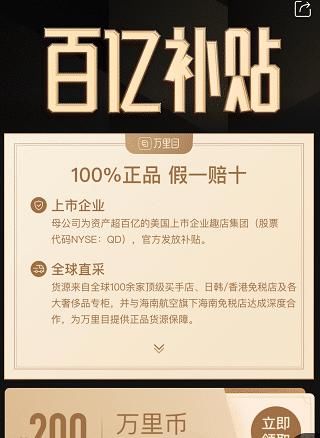 百亿补贴
万里目
100%正品 假一赔十
上市企业
母公司为资产超百亿的美国上市企业趣店集团（股票
代码NYSE：QD），官方发放补贴。
全球直采
货源来自全球100余家顶级买手店、日韩/香港免税店及各
大奢侈品专柜，并与海南航空旗下海南免税店达成深度合
作，为万里目提供正品货源保障。
200 万里币
立即
领取